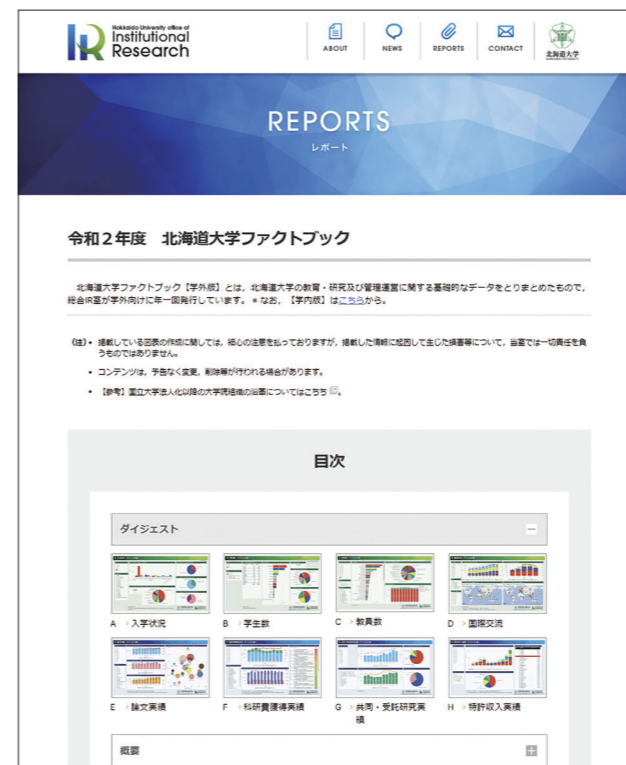 Hokkaido University office of
Institutional
Research
ABOUT
NEWS
REPORTS
CONTACT
北海道大学
REPORTS
レポート
令和2年度 北海道大学ファクトブック
北海道大学ファクトブック【学外版】とは，北海道大学の教育・研究及び管理運営に関する基礎的なデータをとりまとめたもので，
総合IR室が学外向けに年一回発行しています。＊なお，【学内版】はこちらから。
（注）• 掲載している図表の作成に関しては，細心の注意を払っておりますが，掲載した情報に起因して生じた損害等について，当室では一切責任を負
うものではありません。
• コンテンツは，予告なく変更，削除等が行われる場合があります。
• 【参考】国立大学法人化以降の大学院組織の沿革についてはこちら。
目次
ダイジェスト
A 入学状況
B 学生数
C 教員数
D 国際交流
E 論文実績
F 科研費獲得実績
G 共同・受託研究実
績
H 特許収入実績
概要